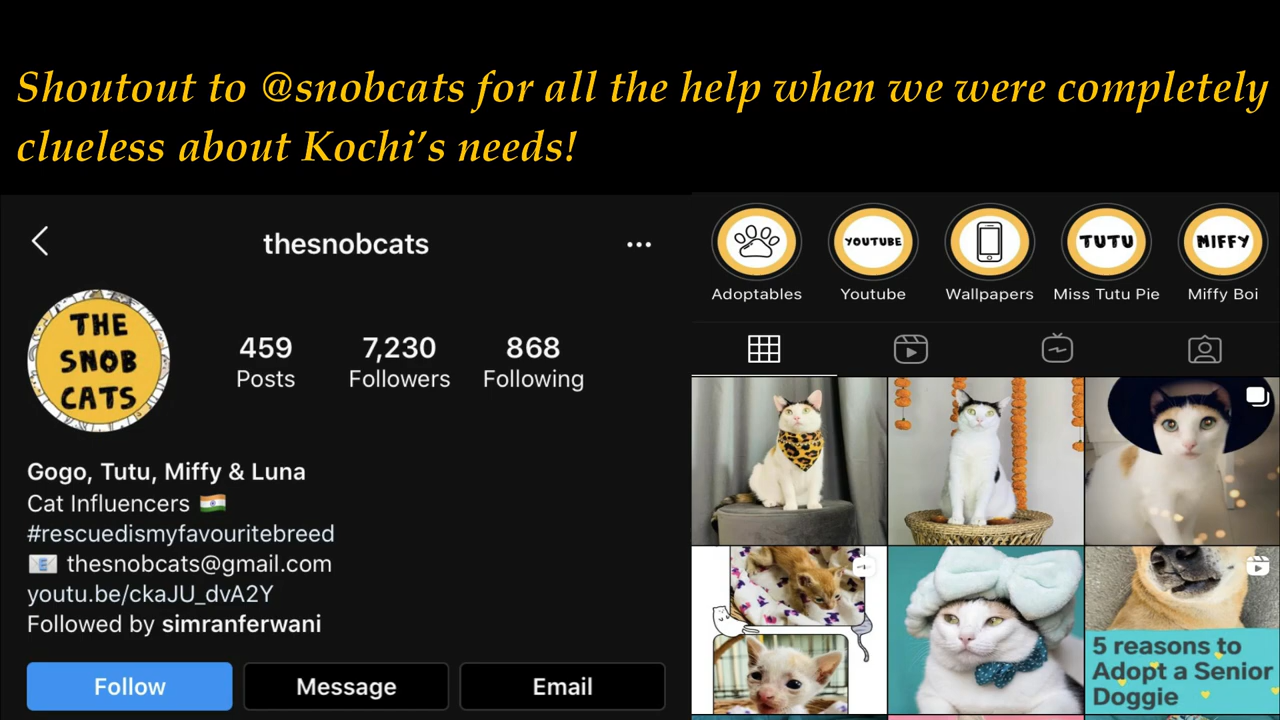 Shoutout to @snobcats for all the help when we were completely
clueless about Kochi's needs!
thesnobcats
THE
SNOB
CATS
459
Posts
7,230
Followers
868
Following
Gogo, Tutu, Miffy & Luna
Cat Influencers 🇮🇳
#rescuedismyfavouritebreed
📧 thesnobcats@gmail.com
youtu.be/ckaJU_dvA2Y
Followed by simranferwani
Follow
Message
Email
YOUTUBE
TUTU
MIFFY
Adoptables
Youtube
Wallpapers
Miss Tutu Pie
Miffy Boi
5 reasons to
Adopt a Senior
Doggie